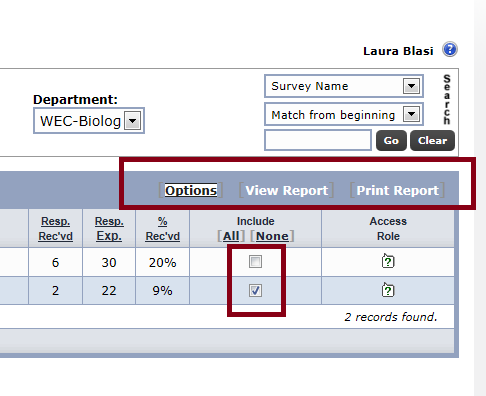 Laura Blasi ?
Department:
WEC-Biolog
Survey Name
Match from beginning
Go Clear
Search
[Options] [View Report] [Print Report]
Resp. Rec'vd
Resp. Exp.
% Rec'vd
Include
[All] [None]
Access Role
6 30 20% ?
2 22 9% ?
2 records found.